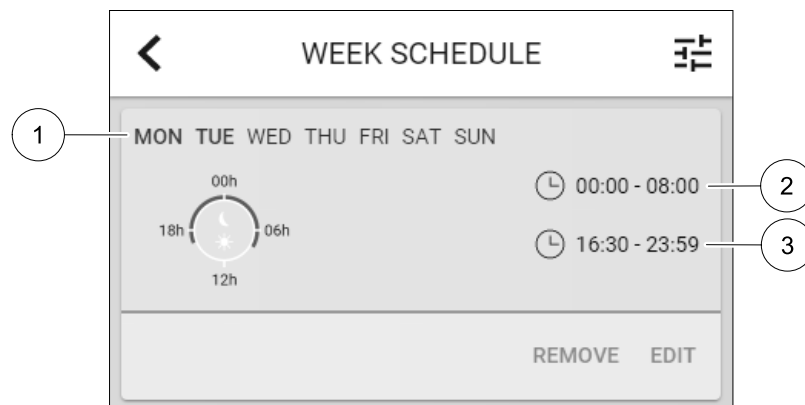 WEEK SCHEDULE
1
MON TUE WED THU FRI SAT SUN
00h
18h
06h
12h
00:00 - 08:00
2
16:30 - 23:59
3
REMOVE EDIT